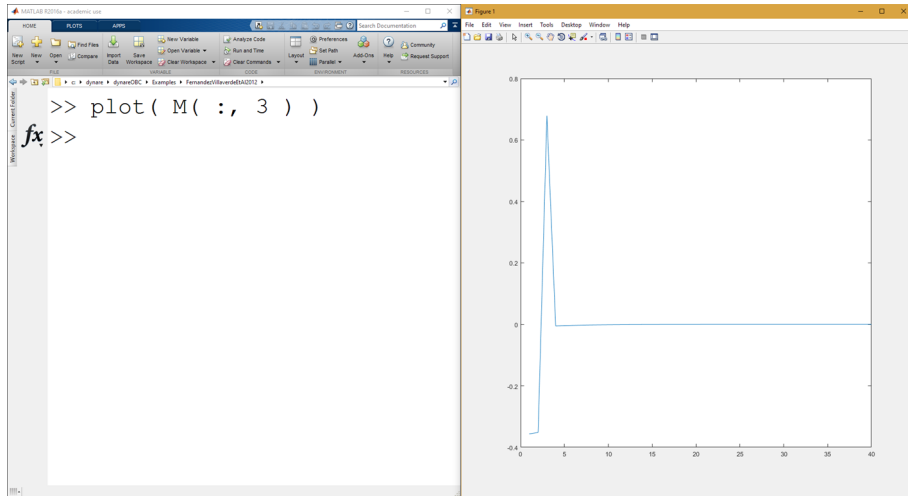 MATLAB R2016a - academic use
HOME PLOTS APPS Search Documentation
New Script New Open Find Files Compare Import Data Save Workspace New Variable Open Variable Clear Workspace Analyze Code Run and Time Clear Commands Layout Preferences Set Path Parallel Add-Ons Help Community Request Support
FILE VARIABLE CODE ENVIRONMENT RESOURCES
c: dynare dynareOBC Examples FernandezVillaverdeEtAl2012
Current Folder
Workspace
>> plot( M( :, 3 ) )
fx >>
Figure 1
File Edit View Insert Tools Desktop Window Help
0.8
0.6
0.4
0.2
0
-0.2
-0.4
0 5 10 15 20 25 30 35 40